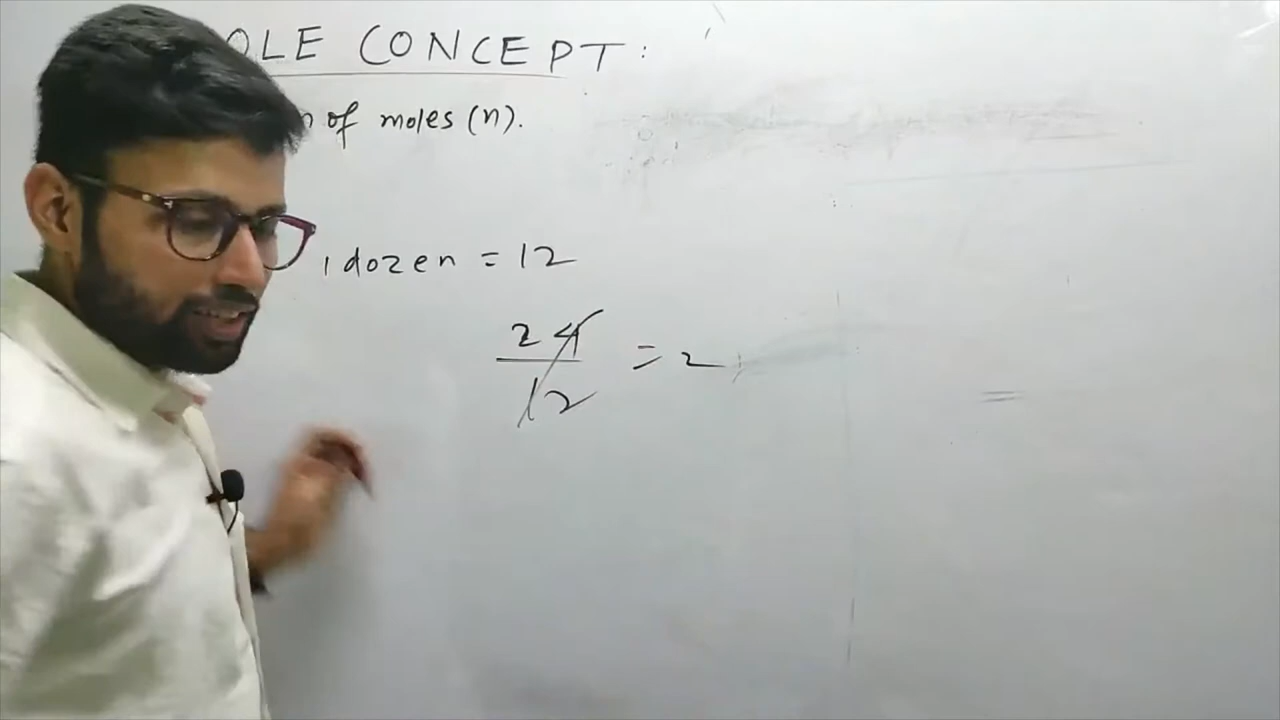 OLE CONCEPT:
n of moles (n).
1 dozen = 12
24
12
= 2